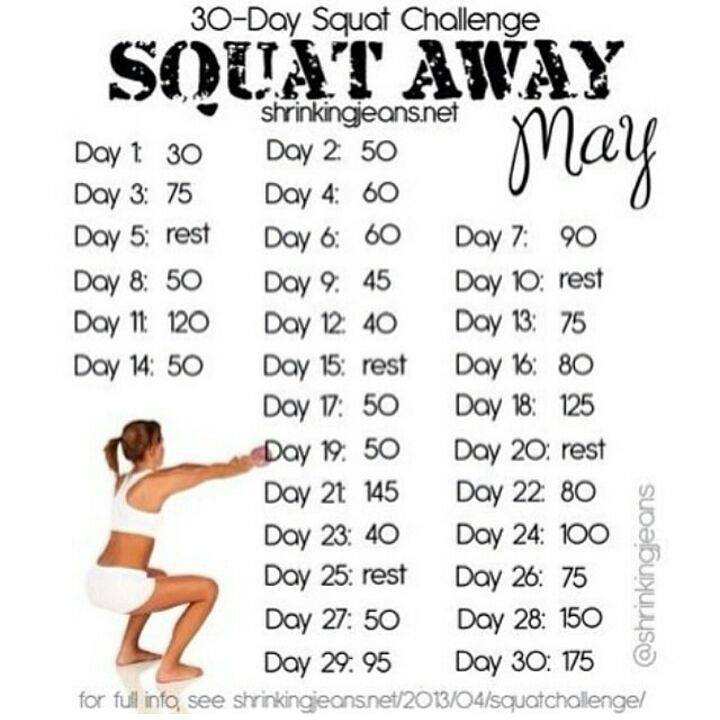 30-Day Squat Challenge
SQUAT AWAY
shrinkingjeans.net
May
Day 1: 30 Day 2: 50
Day 3: 75 Day 4: 60
Day 5: rest Day 6: 60 Day 7: 90
Day 8: 50 Day 9: 45 Day 10: rest
Day 11: 120 Day 12: 40 Day 13: 75
Day 14: 50 Day 15: rest Day 16: 80
Day 17: 50 Day 18: 125
Day 19: 50 Day 20: rest
Day 21: 145 Day 22: 80
Day 23: 40 Day 24: 100
Day 25: rest Day 26: 75
Day 27: 50 Day 28: 150
Day 29: 95 Day 30: 175
@shrinkingjeans
for full info, see shrinkingjeans.net/2013/04/squatchallenge/